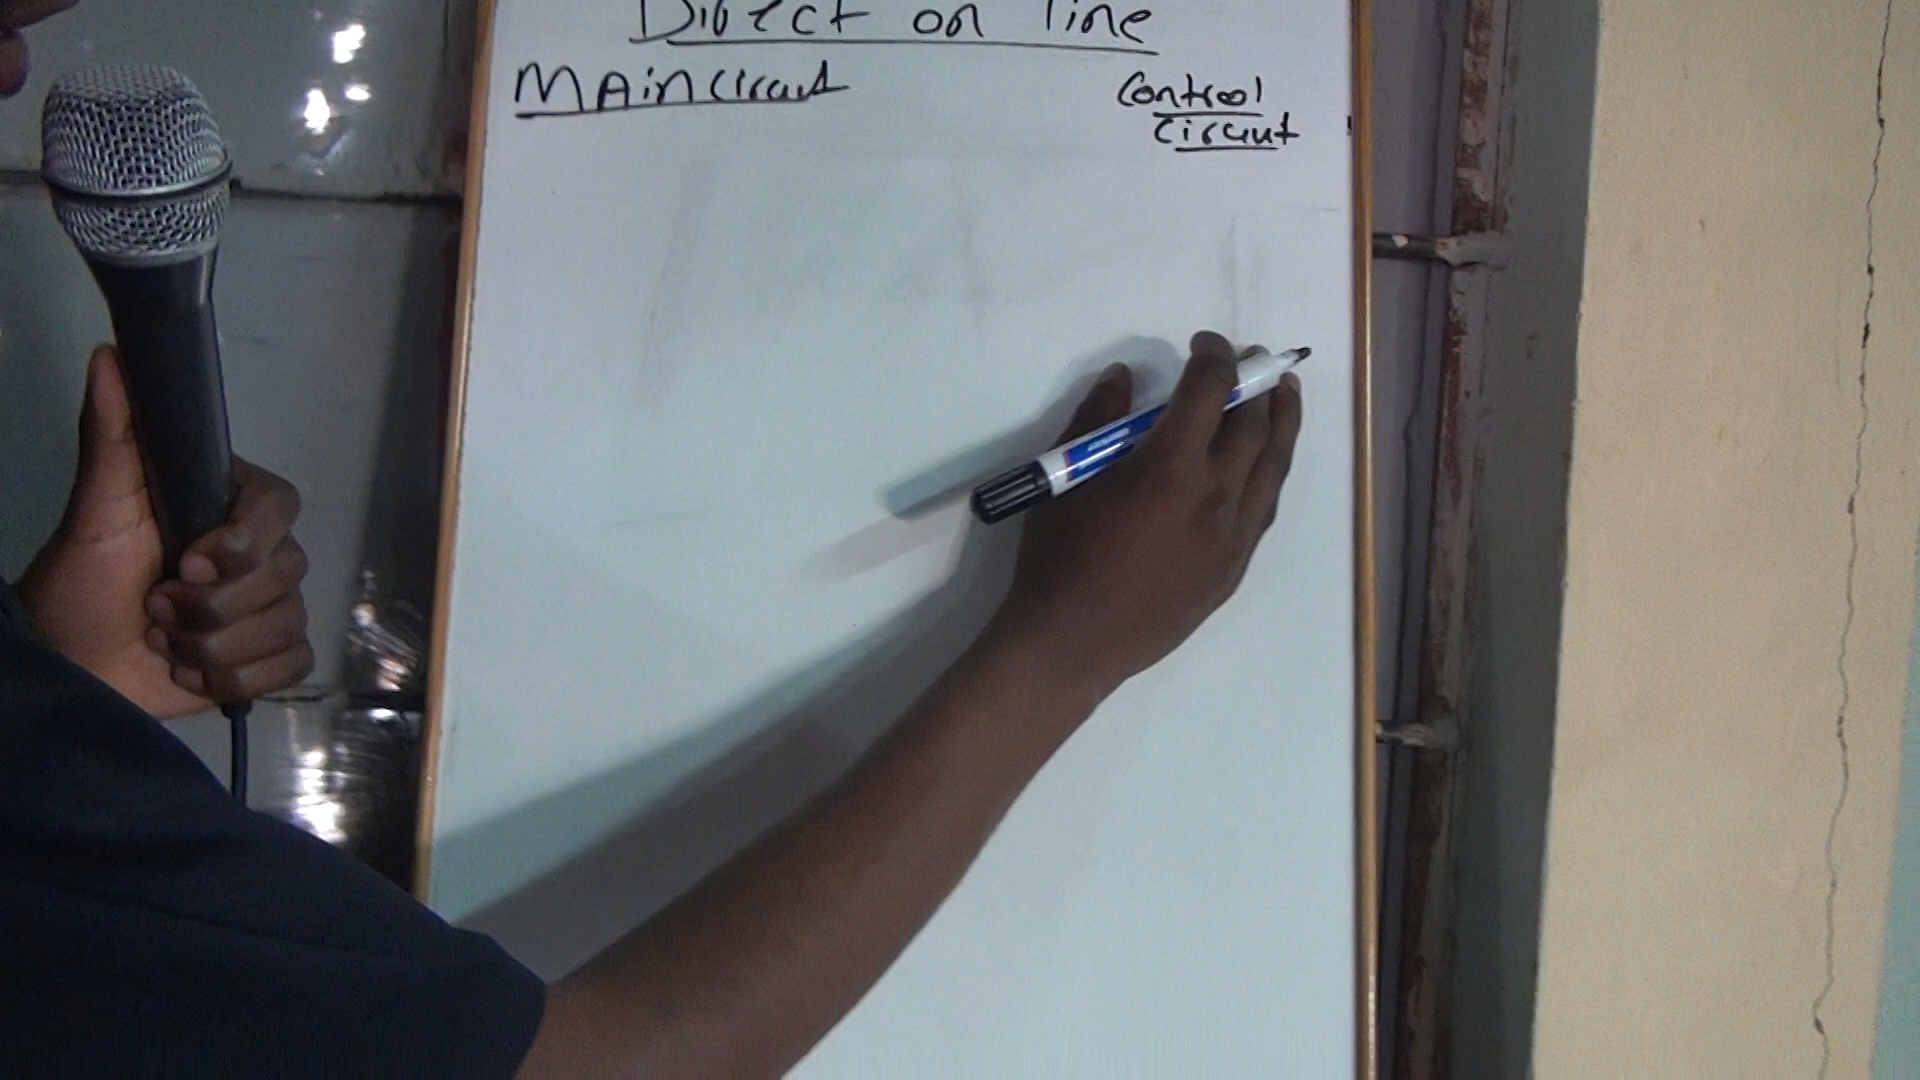 Direct on line
MAin circuit
Control
circuit